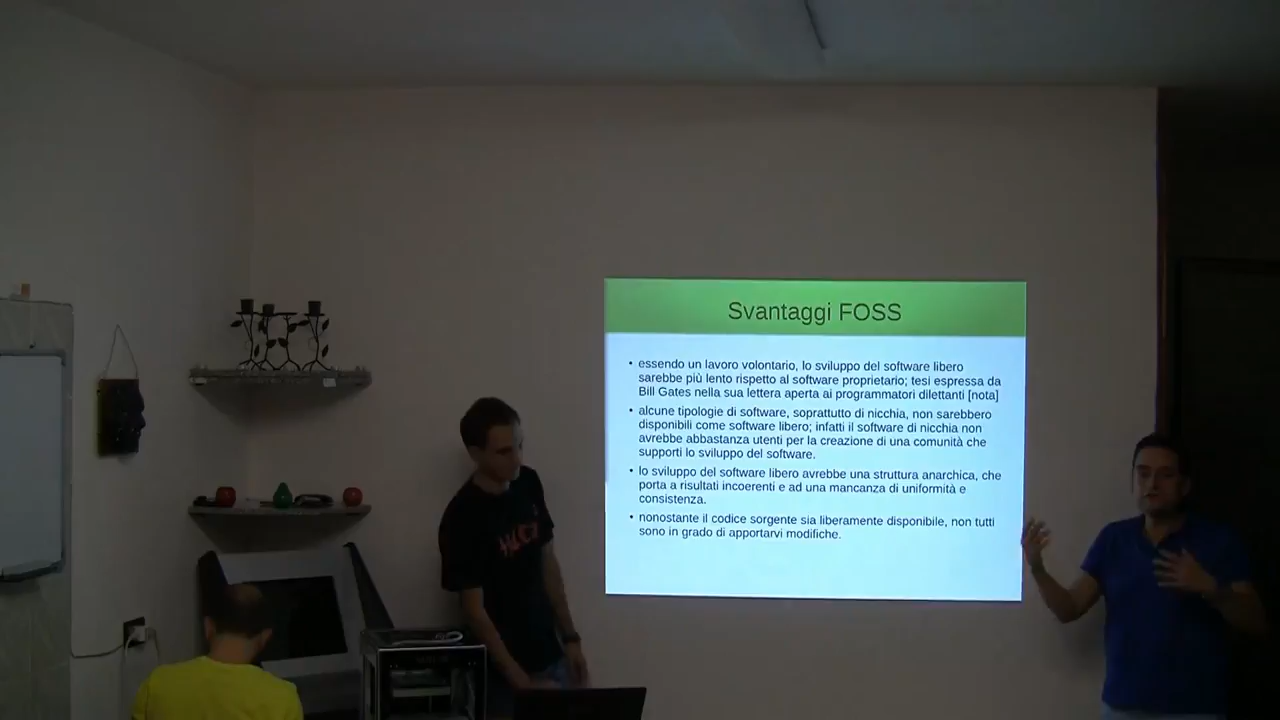 Svantaggi FOSS
• essendo un lavoro volontario, lo sviluppo del software libero
sarebbe più lento rispetto al software proprietario; tesi espressa da
Bill Gates nella sua lettera aperta ai programmatori dilettanti [nota]
• alcune tipologie di software, soprattutto di nicchia, non sarebbero
disponibili come software libero; infatti il software di nicchia non
avrebbe abbastanza utenti per la creazione di una comunità che
supporti lo sviluppo del software.
• lo sviluppo del software libero avrebbe una struttura anarchica, che
porta a risultati incoerenti e ad una mancanza di uniformità e
consistenza.
• nonostante il codice sorgente sia liberamente disponibile, non tutti
sono in grado di apportarvi modifiche.